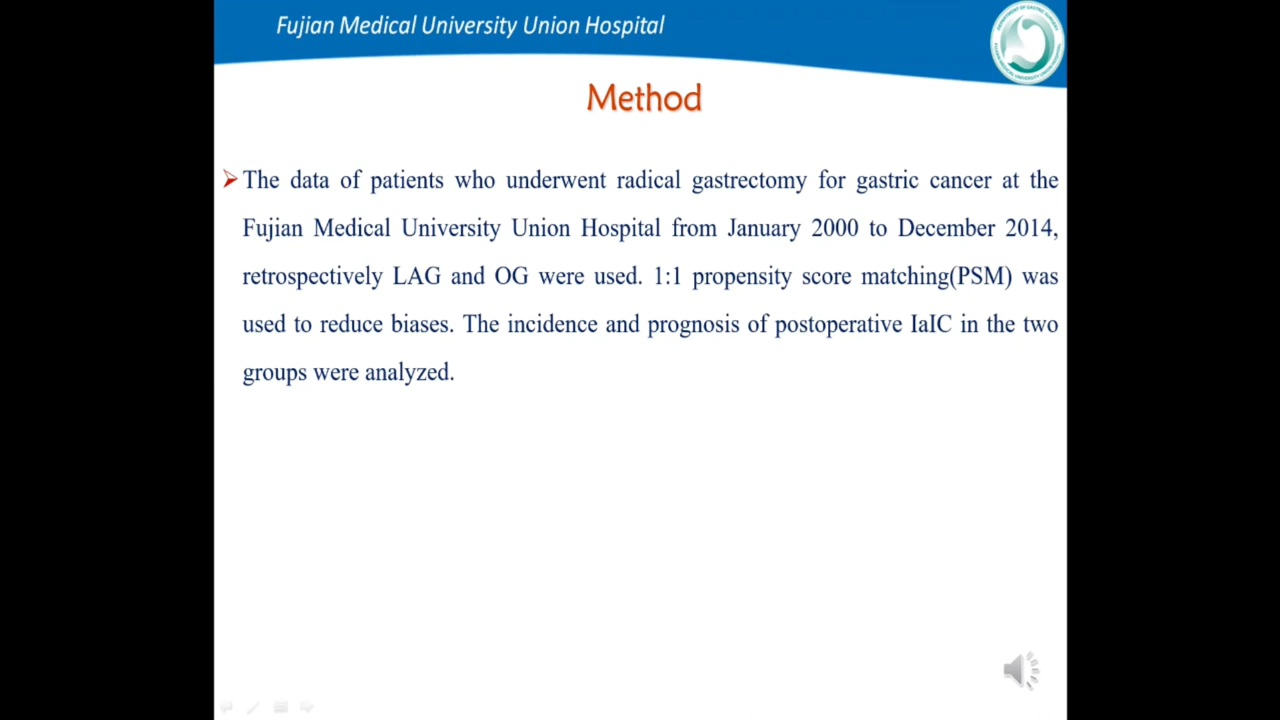 Fujian Medical University Union Hospital
Method
The data of patients who underwent radical gastrectomy for gastric cancer at the
Fujian Medical University Union Hospital from January 2000 to December 2014,
retrospectively LAG and OG were used. 1:1 propensity score matching(PSM) was
used to reduce biases. The incidence and prognosis of postoperative IaIC in the two
groups were analyzed.